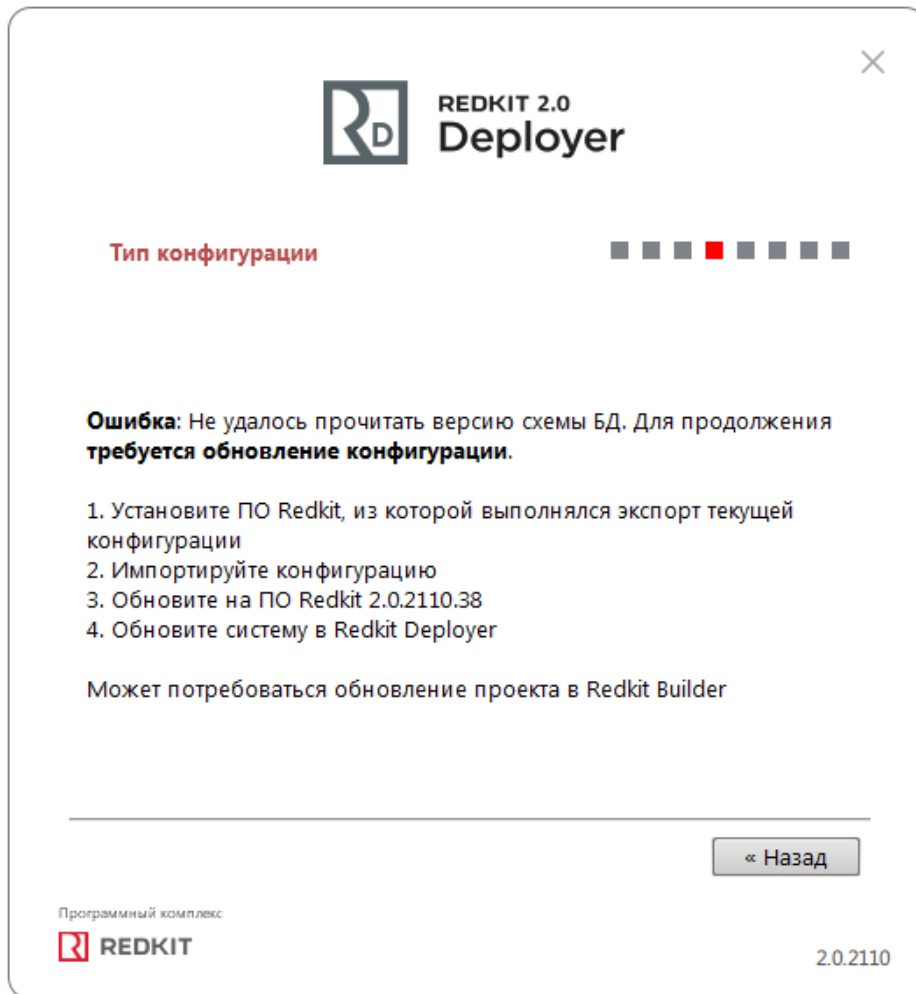 REDKIT 2.0
Deployer
Тип конфигурации
Ошибка: Не удалось прочитать версию схемы БД. Для продолжения
требуется обновление конфигурации.
1. Установите ПО Redkit, из которой выполнялся экспорт текущей
конфигурации
2. Импортируйте конфигурацию
3. Обновите на ПО Redkit 2.0.2110.38
4. Обновите систему в Redkit Deployer
Может потребоваться обновление проекта в Redkit Builder
« Назад
Программный комплекс
REDKIT
2.0.2110